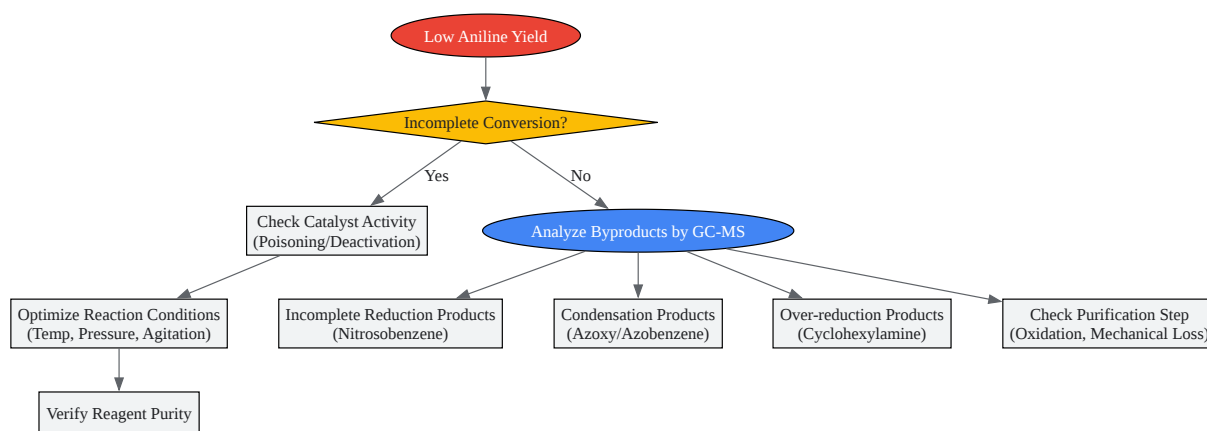 Low Aniline Yield
Incomplete Conversion?
Yes
No
Check Catalyst Activity
(Poisoning/Deactivation)
Analyze Byproducts by GC-MS
Optimize Reaction Conditions
(Temp, Pressure, Agitation)
Incomplete Reduction Products
(Nitrosobenzene)
Condensation Products
(Azoxy/Azobenzene)
Over-reduction Products
(Cyclohexylamine)
Check Purification Step
(Oxidation, Mechanical Loss)
Verify Reagent Purity